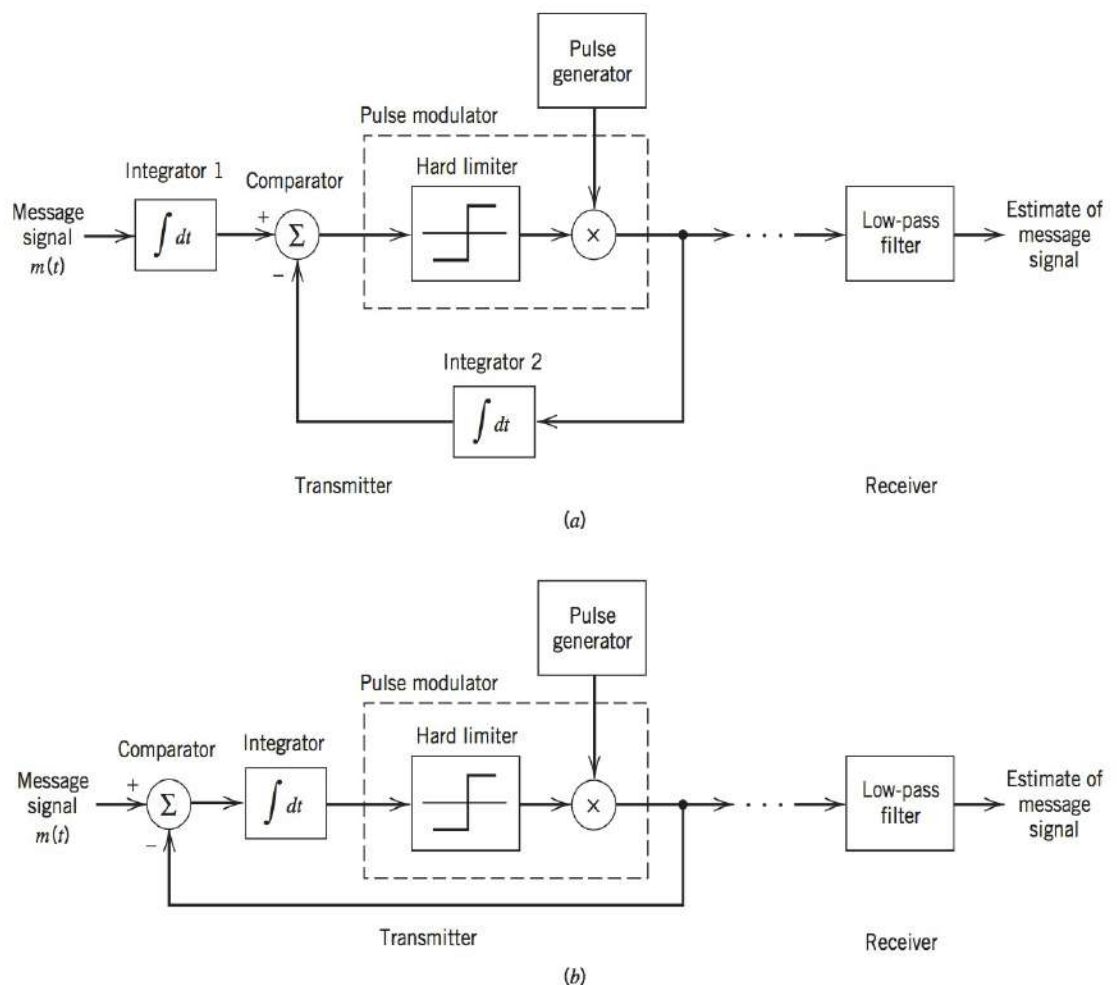 Pulse
generator
Pulse modulator
Integrator 1
Comparator
Hard limiter
Message
signal
m(t)
∫ dt
+
Σ
−
×
. . .
Low-pass
filter
Estimate of
message
signal
Integrator 2
∫ dt
Transmitter
Receiver
(a)
Pulse
generator
Pulse modulator
Comparator
Integrator
Hard limiter
Message
signal
m(t)
+
Σ
−
∫ dt
×
. . .
Low-pass
filter
Estimate of
message
signal
Transmitter
Receiver
(b)